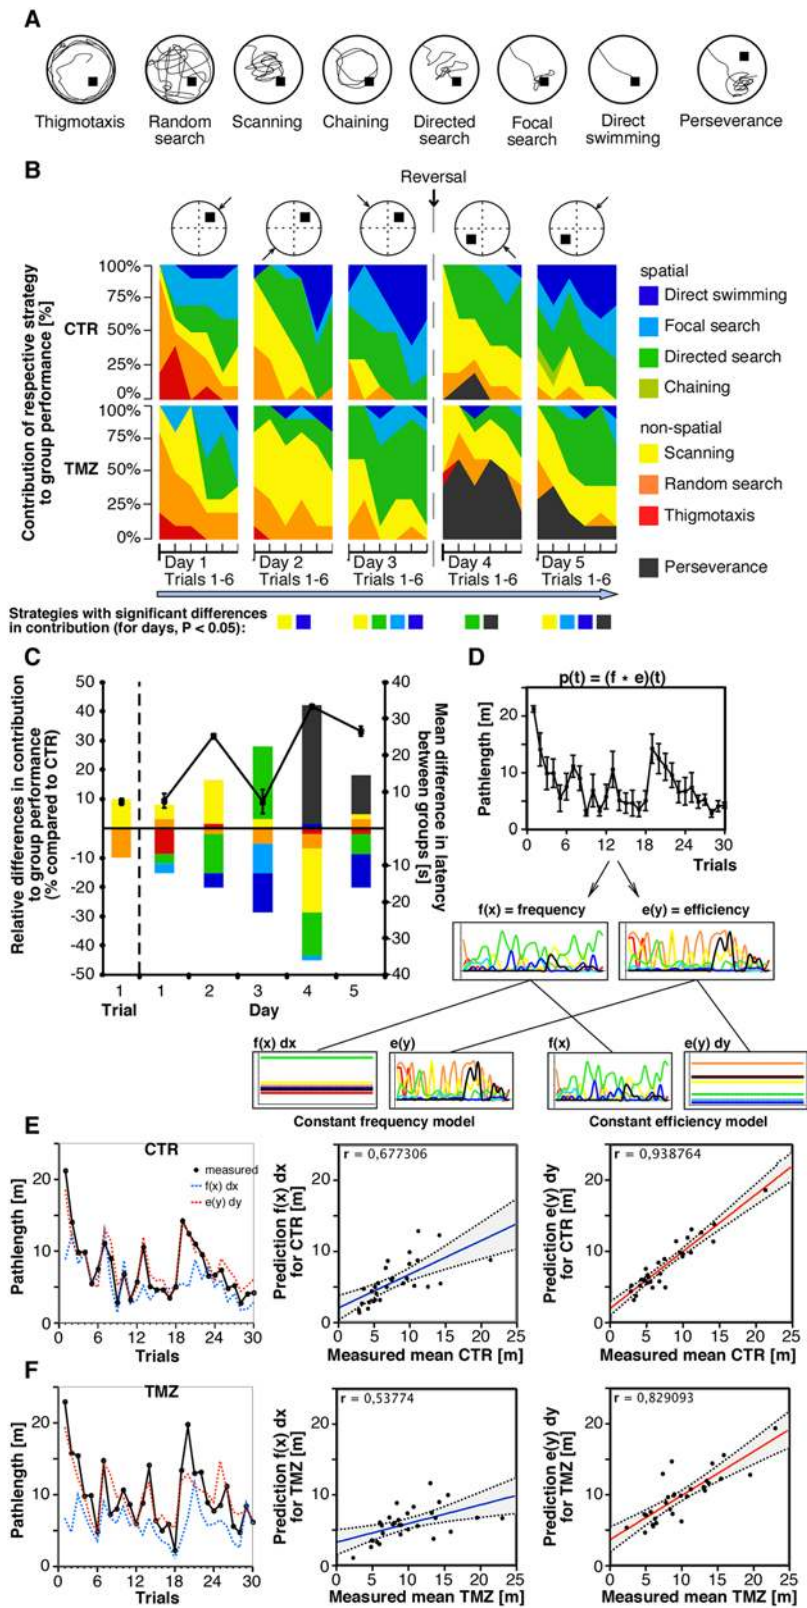 A
Thigmotaxis
Random
search
Scanning
Chaining
Directed
search
Focal
search
Direct
swimming
Perseverance
B
Reversal
Contribution of respective strategy
to group performance [%]
CTR
100%
75%
50%
25%
0%
TMZ
100%
75%
50%
25%
0%
spatial
Direct swimming
Focal search
Directed search
Chaining
non-spatial
Scanning
Random search
Thigmotaxis
Perseverance
Day 1
Trials 1-6
Day 2
Trials 1-6
Day 3
Trials 1-6
Day 4
Trials 1-6
Day 5
Trials 1-6
Strategies with significant differences
in contribution (for days, P < 0.05):
C
Relative differences in contribution
to group performance
(% compared to CTR)
50
40
30
20
10
-10
-20
-30
-40
-50
40
30
20
10
10
20
30
40
Mean difference in latency
between groups [s]
1
1
2
3
4
5
Trial
Day
D
p(t) = (f * e)(t)
Pathlength [m]
20
10
0
0
6
12
18
24
30
Trials
f(x) = frequency
e(y) = efficiency
f(x) dx
e(y)
f(x)
e(y) dy
Constant frequency model
Constant efficiency model
E
CTR
measured
f(x) dx
e(y) dy
Pathlength [m]
20
10
0
0
6
12
18
24
30
Trials
r = 0,677306
Prediction f(x) dx
for CTR [m]
20
10
0
0
5
10
15
20
25
Measured mean CTR [m]
r = 0,938764
Prediction e(y) dy
for CTR [m]
20
10
0
0
5
10
15
20
25
Measured mean CTR [m]
F
TMZ
Pathlength [m]
20
10
0
0
6
12
18
24
30
Trials
r = 0,53774
Prediction f(x) dx
for TMZ [m]
20
10
0
0
5
10
15
20
25
Measured mean TMZ [m]
r = 0,829093
Prediction e(y) dy
for TMZ [m]
20
10
0
0
5
10
15
20
25
Measured mean TMZ [m]